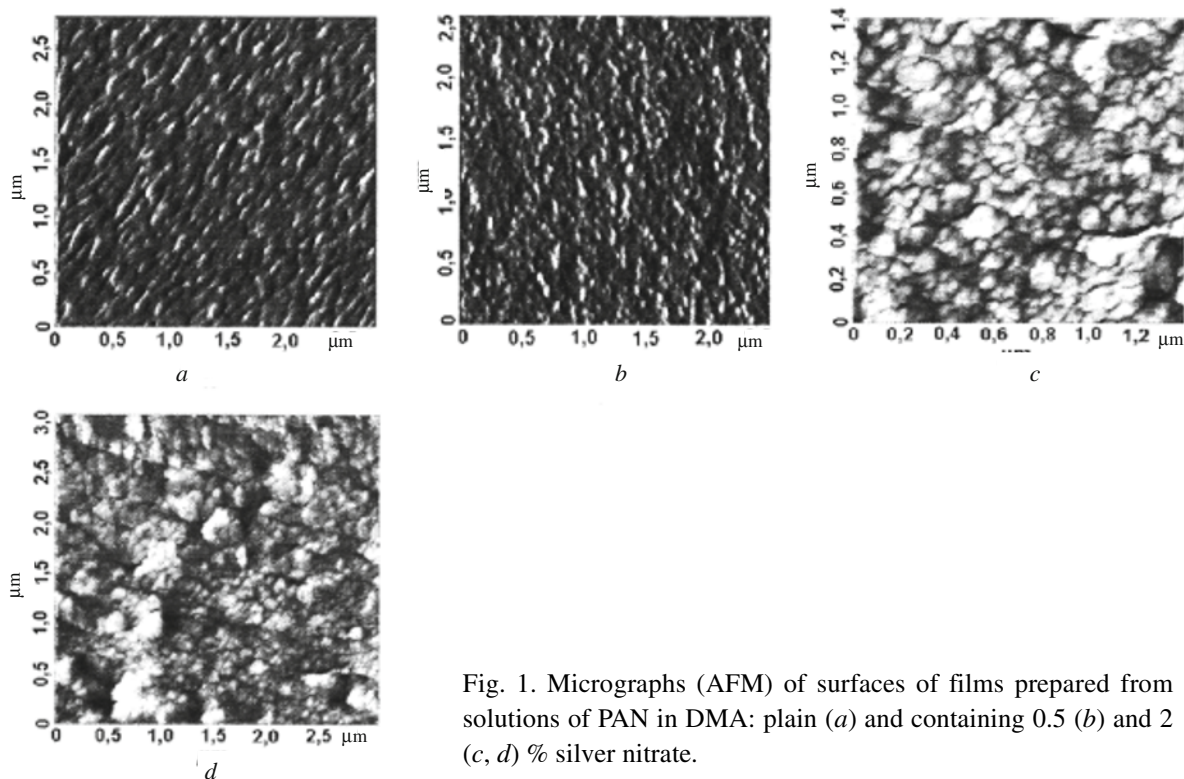 2,5
2,0
1,5
1,0
0,5
0
μm
0 0,5 1,0 1,5 2,0 μm
a
2,5
2,0
1,5
1,0
0,5
0
μm
0 0,5 1,0 1,5 2,0 μm
b
1,4
1,2
1,0
0,8
0,6
0,4
0,2
0
μm
0 0,2 0,4 0,6 0,8 1,0 1,2 μm
c
3,0
2,5
2,0
1,5
1,0
0,5
0
μm
0 0,5 1,0 1,5 2,0 2,5 μm
d
Fig. 1. Micrographs (AFM) of surfaces of films prepared from
solutions of PAN in DMA: plain (a) and containing 0.5 (b) and 2
(c, d) % silver nitrate.